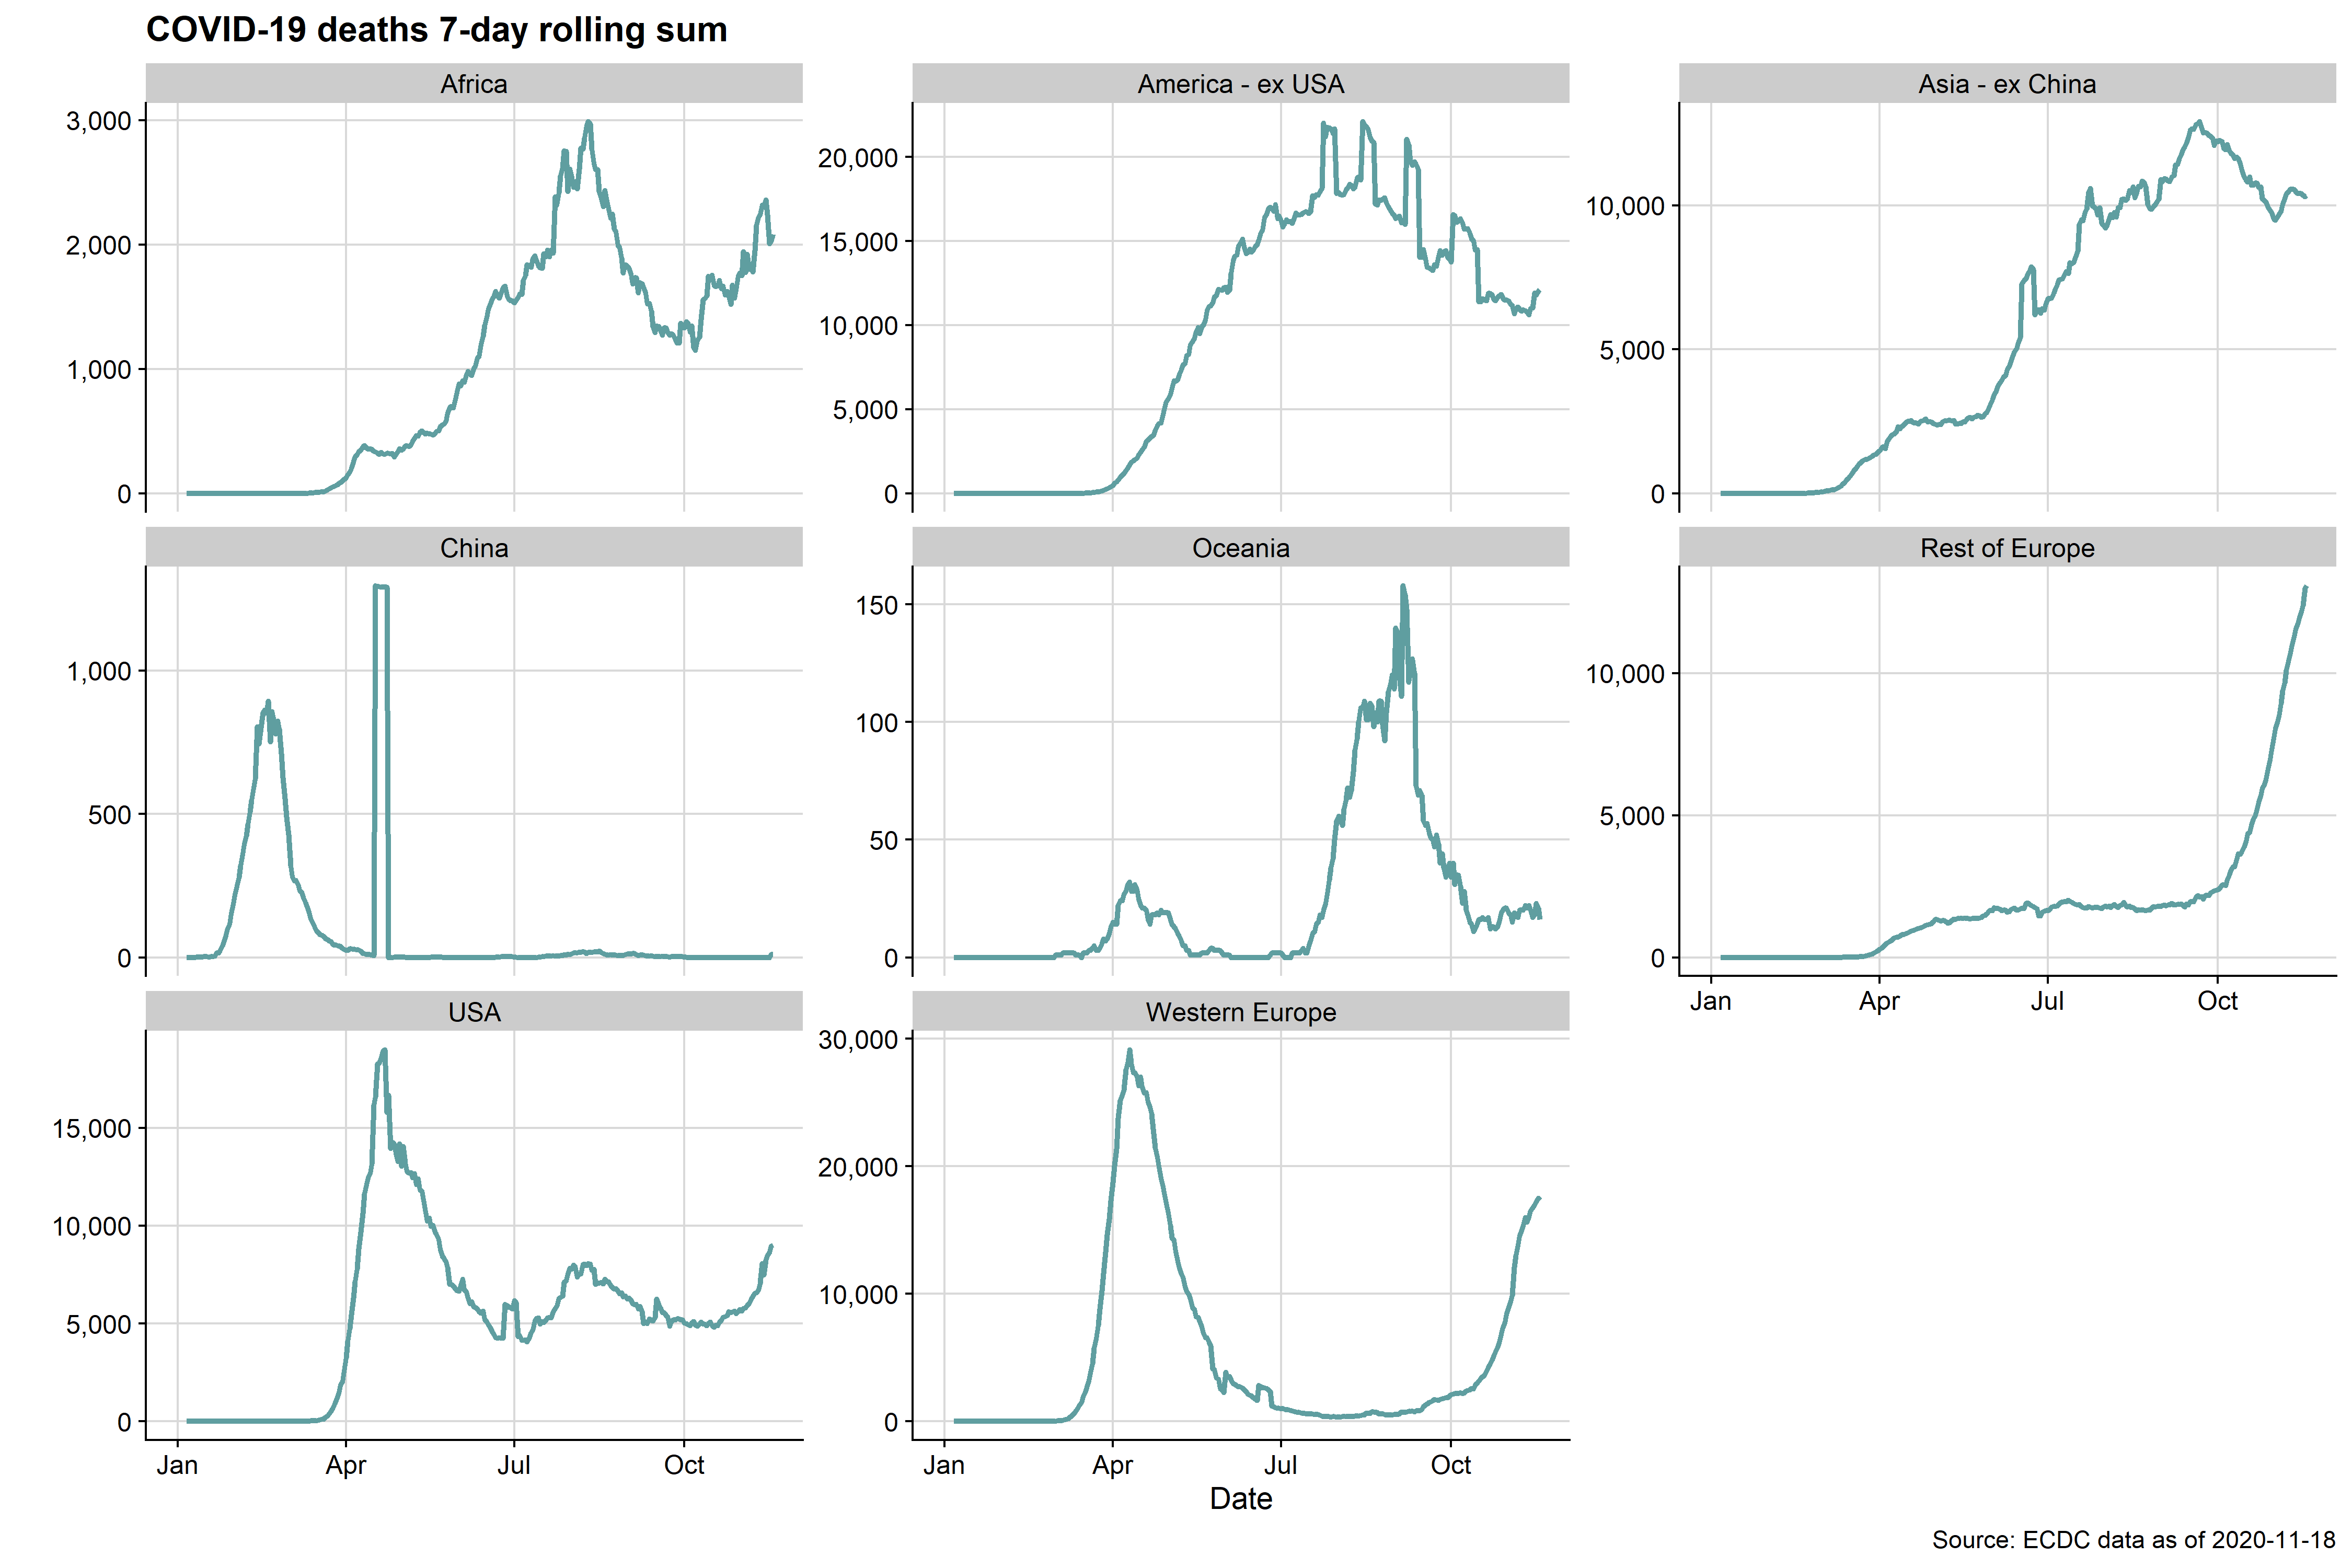 COVID-19 deaths 7-day rolling sum
Africa
3,000
2,000
1,000
0
America - ex USA
20,000
15,000
10,000
5,000
0
Asia - ex China
10,000
5,000
0
China
1,000
500
0
Oceania
150
100
50
0
Rest of Europe
10,000
5,000
0
Jan Apr Jul Oct
USA
15,000
10,000
5,000
0
Jan Apr Jul Oct
Western Europe
30,000
20,000
10,000
0
Jan Apr Jul Oct
Date
Source: ECDC data as of 2020-11-18